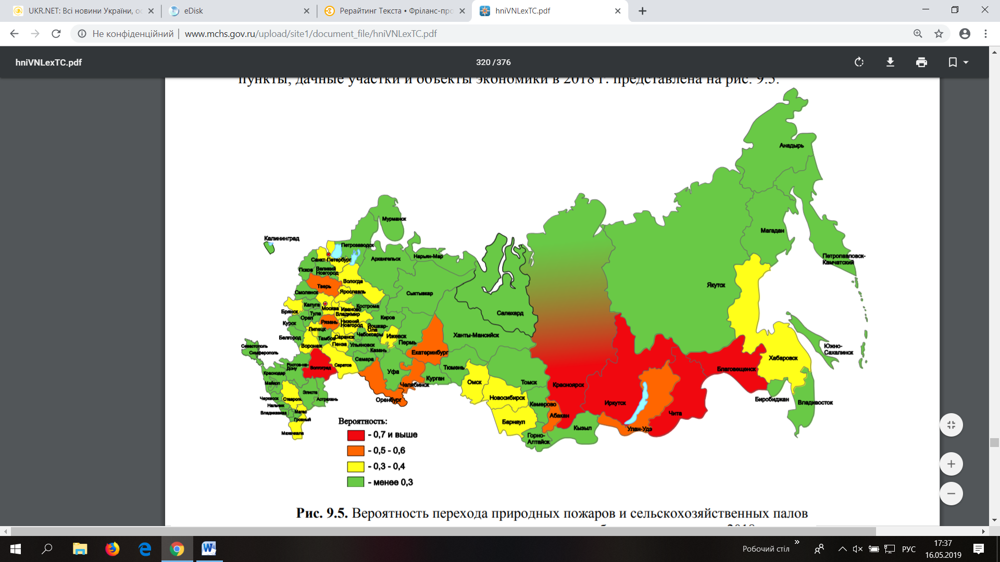 UKR.NET: Всі новини України, ос
eDisk
Рерайтинг Текста • Фріланс-про
hniVNLexTC.pdf
Не конфіденційний | www.mchs.gov.ru/upload/site1/document_file/hniVNLexTC.pdf
hniVNLexTC.pdf
320 / 376
пункты, дачные участки и объекты экономики в 2018 г. представлена на рис. 9.5.
Анадырь
Мурманск
Магадан
Калининград
Петрозаводск
Петропавловск-
Камчатский
Санкт-Петербург
Архангельск
Нарьян-Мар
Псков
Великий
Новгород
Вологда
Тверь
Якутск
Смоленск
Ярославль
Сыктывкар
Калуга
Москва
Иваново
Кострома
Брянск
Тула
Владимир
Салехард
Орел
Киров
Курск
Рязань
Нижний
Новгород
Йошкар-
Ола
Липецк
Чебоксары
Ижевск
Ханты-Мансийск
Белгород
Тамбов
Саранск
Пермь
Воронеж
Пенза
Ульяновск
Казань
Севастополь
Симферополь
Екатеринбург
Южно-
Сахалинск
Самара
Хабаровск
Ростов-на-
Дону
Волгоград
Саратов
Тюмень
Благовещенск
Краснодар
Уфа
Курган
Майкоп
Челябинск
Омск
Томск
Красноярск
Элиста
Черкесск
Ставрополь
Астрахань
Оренбург
Новосибирск
Биробиджан
Владивосток
Нальчик
Кемерово
Иркутск
Владикавказ
Магас
Абакан
Чита
Грозный
Барнаул
Кызыл
Улан-Удэ
Махачкала
Горно-
Алтайск
Вероятность:
- 0,7 и выше
- 0,5 - 0,6
- 0,3 - 0,4
- менее 0,3
Рис. 9.5. Вероятность перехода природных пожаров и сельскохозяйственных палов
Робочий стіл
»
РУС
17:37
16.05.2019